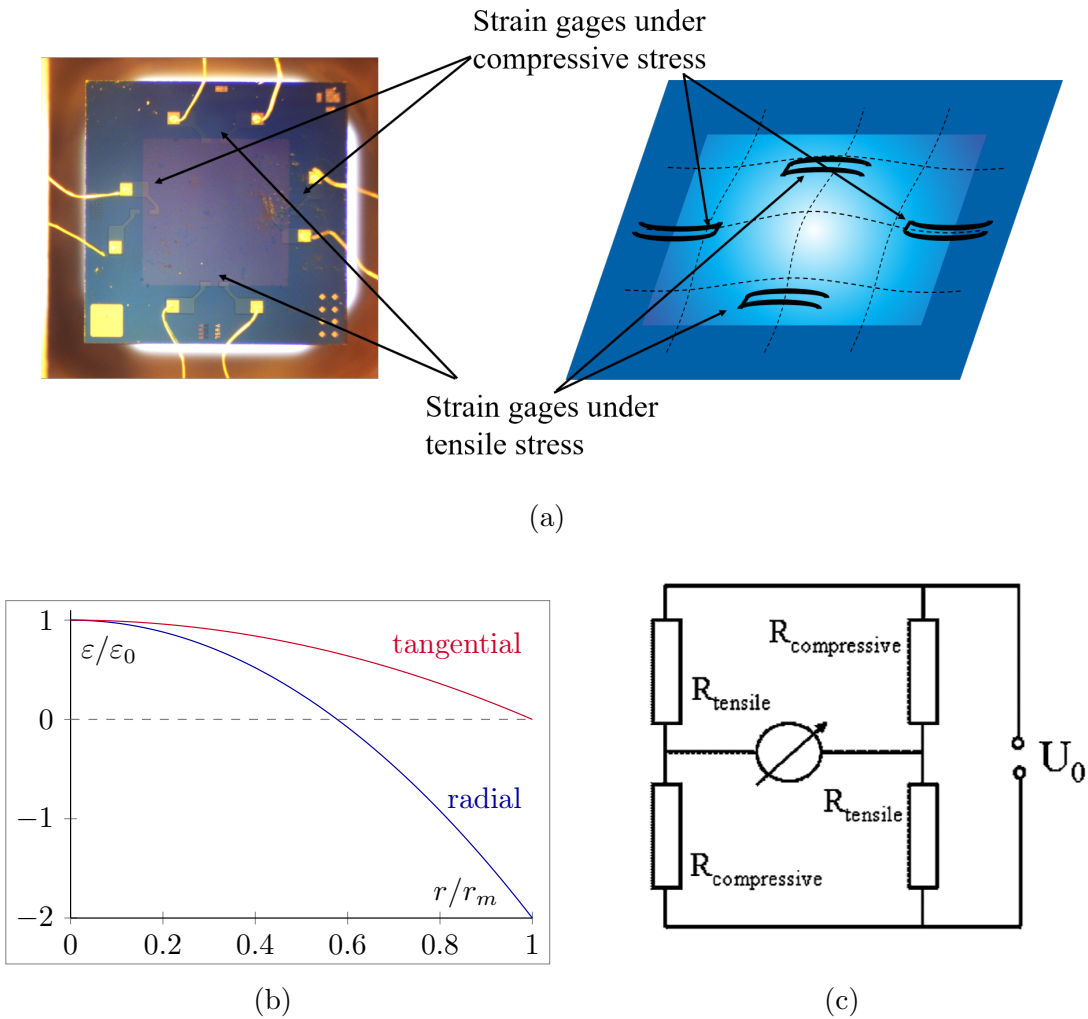 Strain gages under
compressive stress
Strain gages under
tensile stress
(a)
1
0
−1
−2
ε/ε0
tangential
radial
r/rm
0
0.2
0.4
0.6
0.8
1
(b)
Rcompressive
Rtensile
U0
Rtensile
Rcompressive
(c)